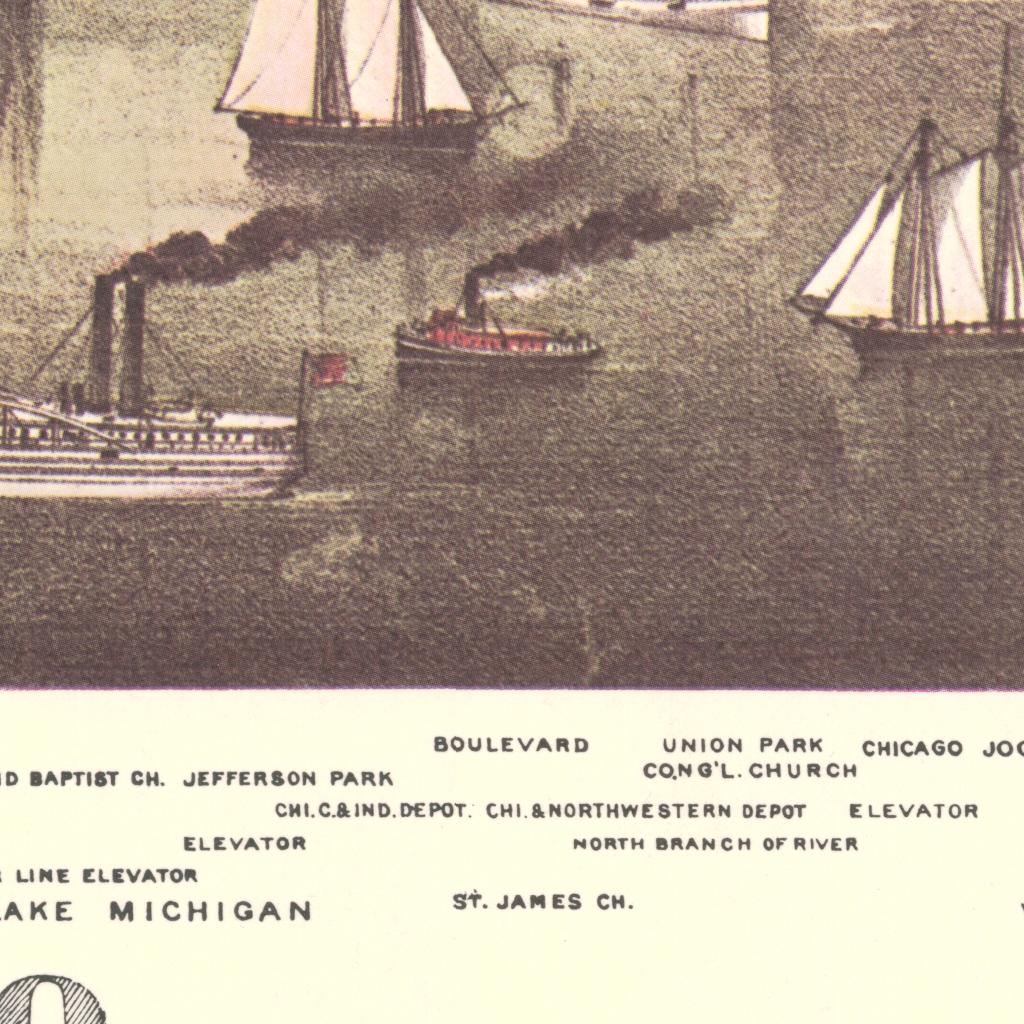 BOULEVARD UNION PARK CHICAGO
CONG'L. CHURCH
BAPTIST CH. JEFFERSON PARK
CHI.C.&IND.DEPOT. CHI.&NORTHWESTERN DEPOT ELEVATOR
ELEVATOR NORTH BRANCH OF RIVER
LINE ELEVATOR
LAKE MICHIGAN ST. JAMES CH.